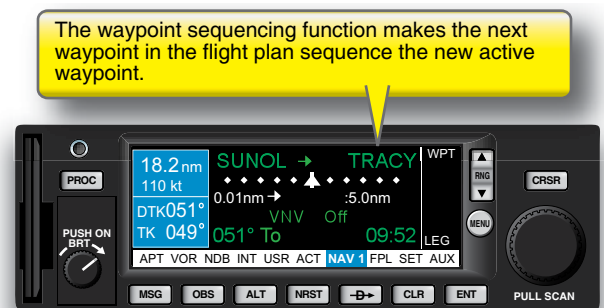 The waypoint sequencing function makes the next
waypoint in the flight plan sequence the new active
waypoint.
PROC
18.2nm
110 kt
DTK051°
TK 049°
SUNOL → TRACY
0.01nm → :5.0nm
VNV Off
051° To 09:52
WPT
LEG
APT VOR NDB INT USR ACT NAV 1 FPL SET AUX
RNG
MENU
CRSR
PUSH ON
BRT
MSG OBS ALT NRST D CLR ENT
PULL SCAN